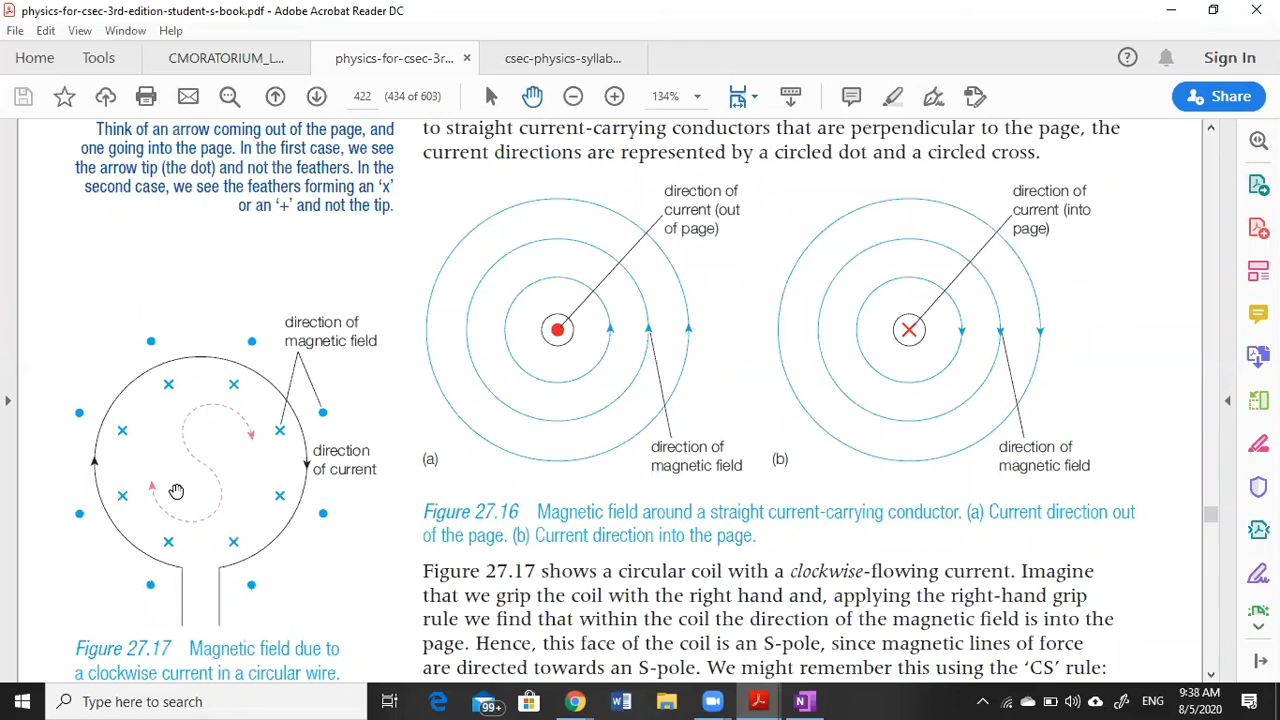 physics-for-csec-3rd-edition-student-s-book.pdf - Adobe Acrobat Reader DC
File Edit View Window Help
Home Tools CMORATORIUM_L... physics-for-csec-3r... × csec-physics-syllab... Sign In
422 (434 of 603) 134% Share
Think of an arrow coming out of the page, and
one going into the page. In the first case, we see
the arrow tip (the dot) and not the feathers. In the
second case, we see the feathers forming an ‘x’
or an ‘+’ and not the tip.
direction of
magnetic field
direction
of current
Figure 27.17 Magnetic field due to
a clockwise current in a circular wire.
to straight current-carrying conductors that are perpendicular to the page, the
current directions are represented by a circled dot and a circled cross.
direction of
current (out
of page)
direction of
magnetic field
(a)
direction of
current (into
page)
direction of
magnetic field
(b)
Figure 27.16 Magnetic field around a straight current-carrying conductor. (a) Current direction out
of the page. (b) Current direction into the page.
Figure 27.17 shows a circular coil with a clockwise-flowing current. Imagine
that we grip the coil with the right hand and, applying the right-hand grip
rule we find that within the coil the direction of the magnetic field is into the
page. Hence, this face of the coil is an S-pole, since magnetic lines of force
are directed towards an S-pole. We might remember this using the ‘CS’ rule:
Type here to search 99+ ENG 9:38 AM
8/5/2020